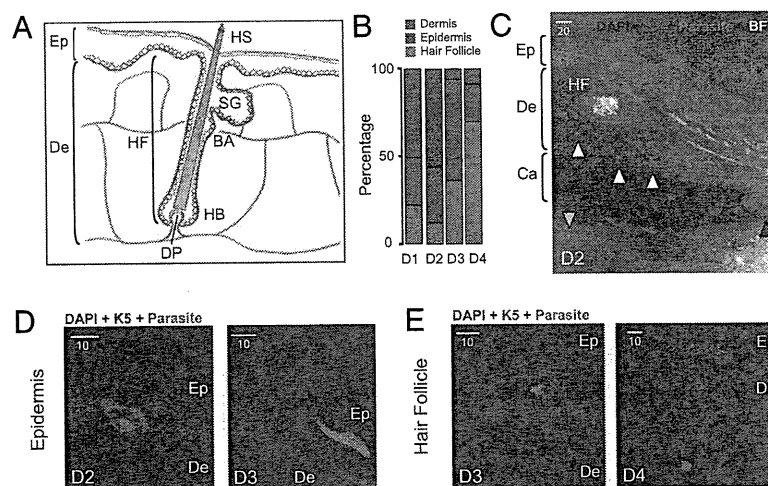 A
Ep
De
HF
HS
SG
BA
HB
DP
B
Dermis
Epidermis
Hair Follicle
Percentage
100
50
0
D1 D2 D3 D4
C
20
DAPI
BF
Ep
HF
De
Ca
D2
D
DAPI + K5 + Parasite
Epidermis
10
Ep
De
D2
10
Ep
De
D3
E
DAPI + K5 + Parasite
Hair Follicle
10
Ep
De
D3
10
E
D
D4